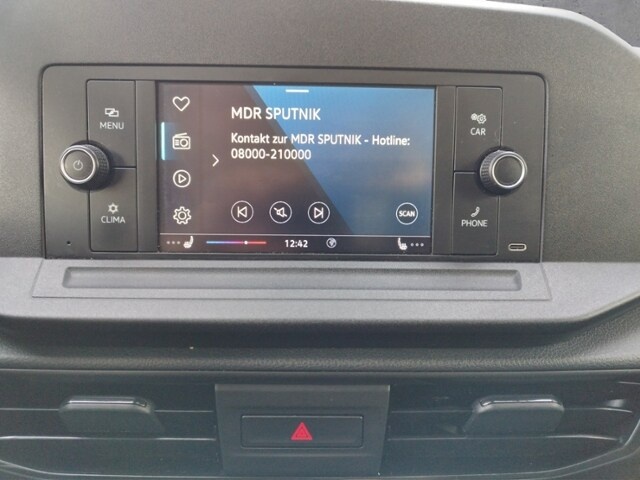 MENU
CLIMA
MDR SPUTNIK
Kontakt zur MDR SPUTNIK - Hotline:
08000-210000
SCAN
12:42
CAR
PHONE